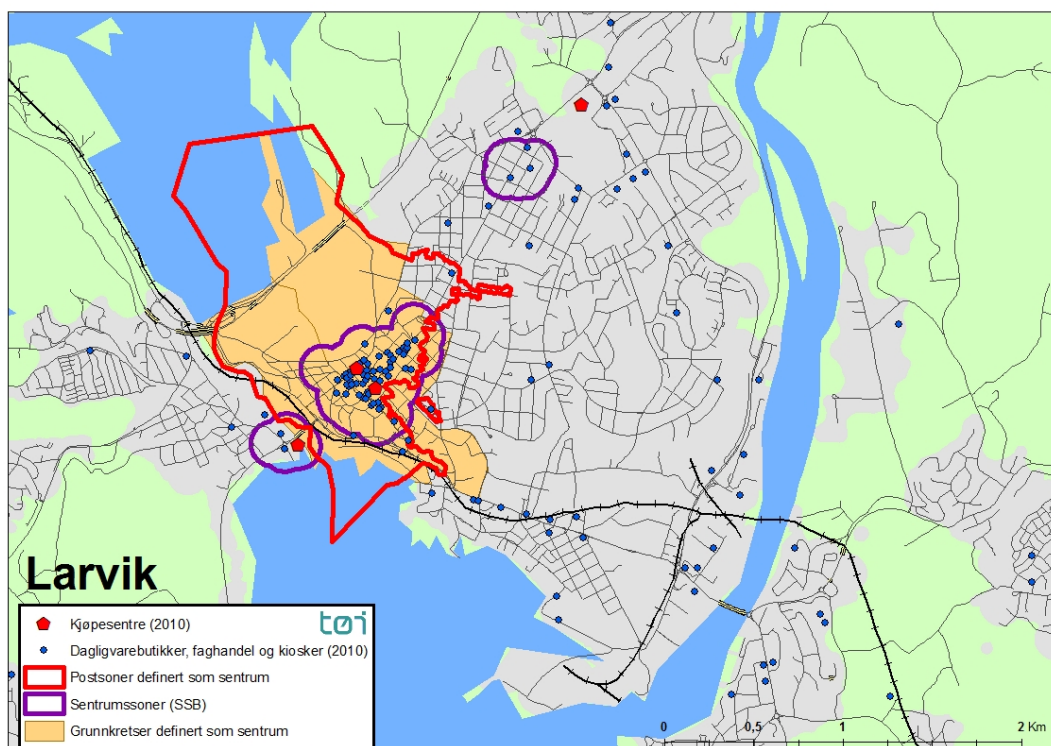 Larvik
tøi
Kjøpesentre (2010)
Dagligvarebutikker, faghandel og kiosker (2010)
Postsoner definert som sentrum
Sentrumssoner (SSB)
Grunnkretser definert som sentrum
0 0,5 1 2 Km